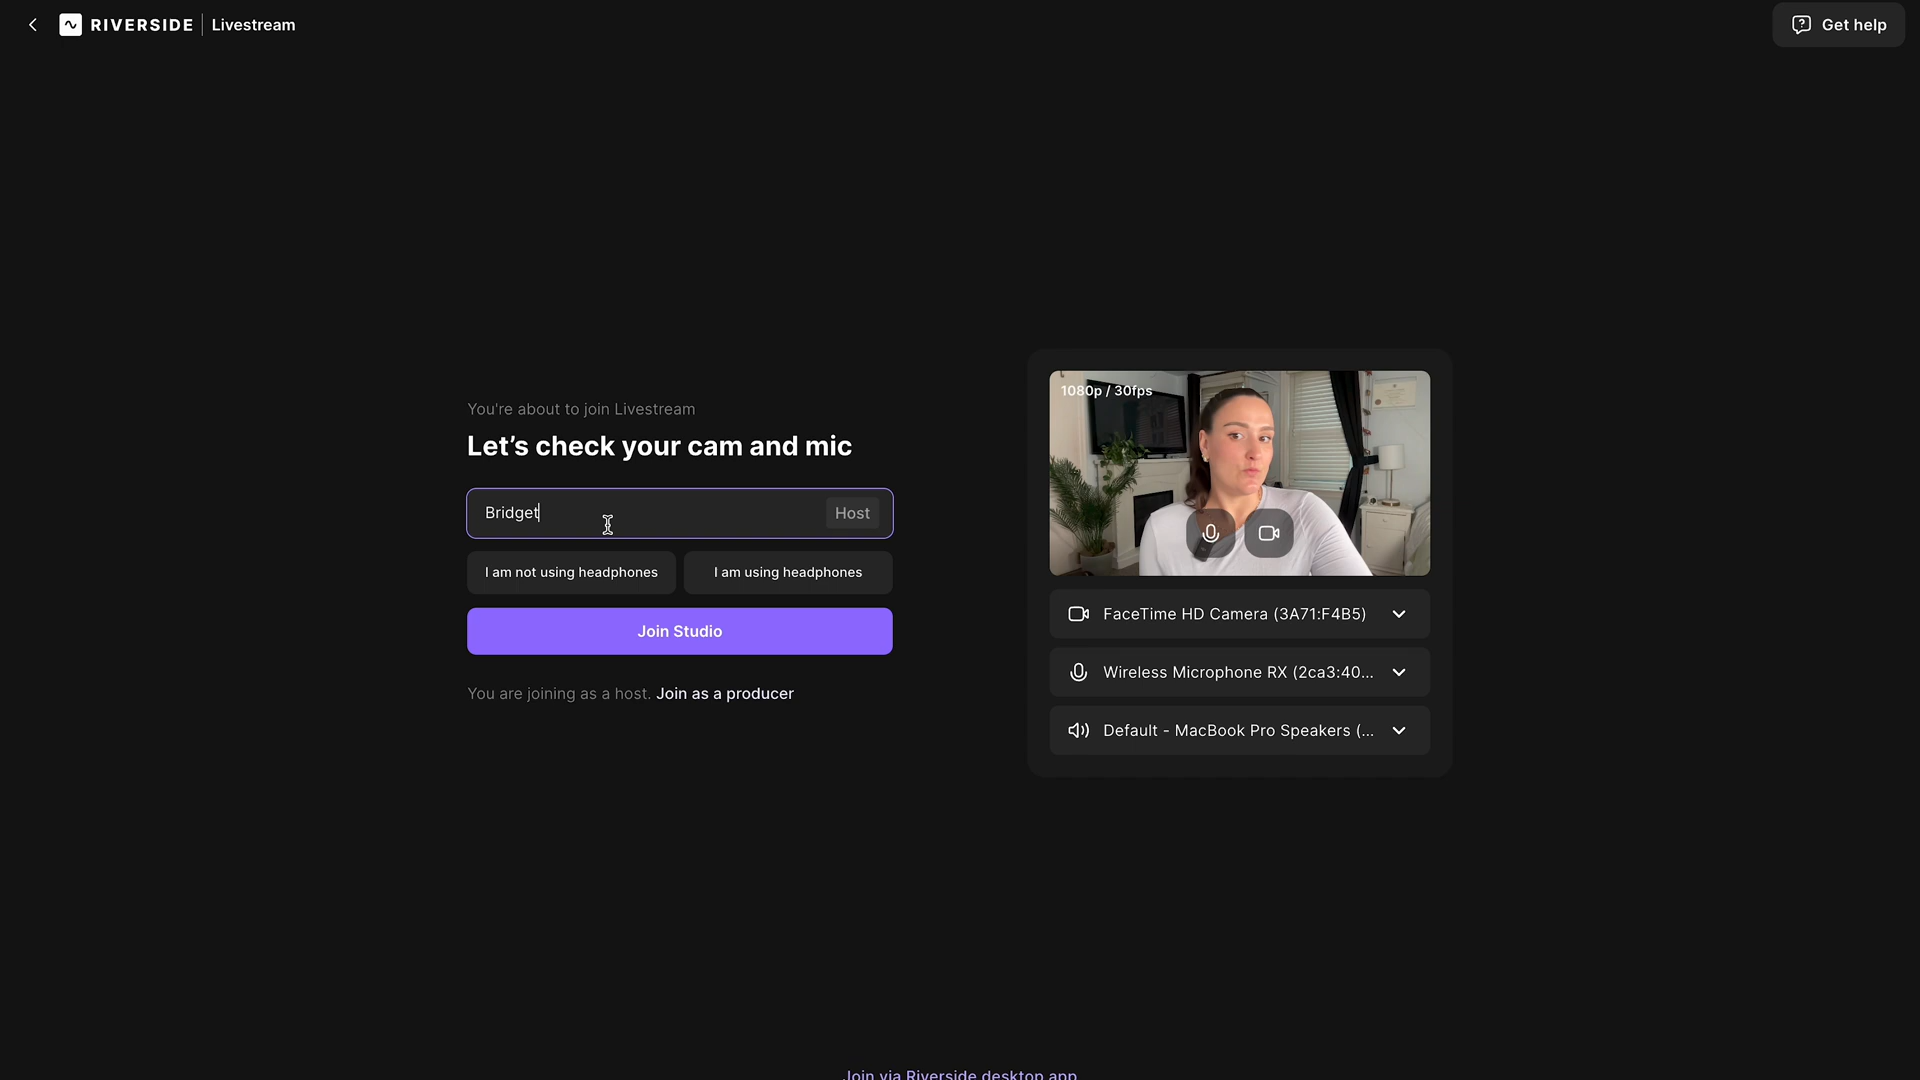 RIVERSIDE
Livestream
Get help
You're about to join Livestream
Let's check your cam and mic
Bridget
Host
I am not using headphones
I am using headphones
Join Studio
You are joining as a host. Join as a producer
1080p / 30fps
FaceTime HD Camera (3A71:F4B5)
Wireless Microphone RX (2ca3:40...
Default - MacBook Pro Speakers (...
Join via Riverside desktop app